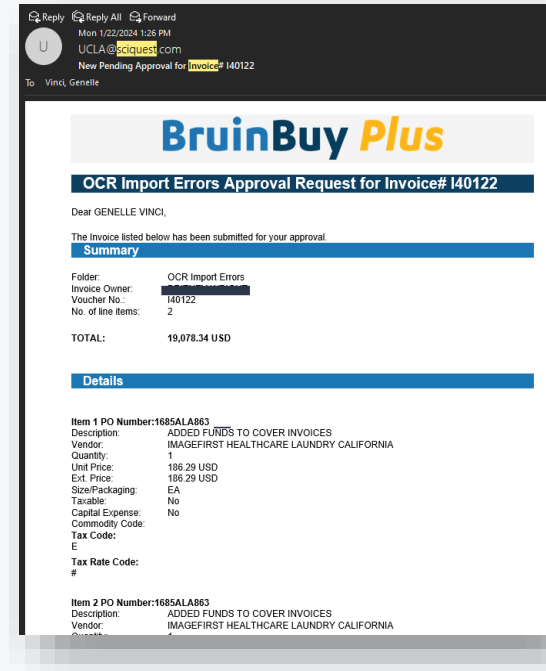 Reply Reply All Forward
Mon 1/22/2024 1:26 PM
U
UCLA@sciquest.com
New Pending Approval for Invoice# I40122
To Vinci, Genelle
BruinBuy Plus
OCR Import Errors Approval Request for Invoice# I40122
Dear GENELLE VINCI,
The Invoice listed below has been submitted for your approval.
Summary
Folder: OCR Import Errors
Invoice Owner:
Voucher No.: I40122
No. of line items: 2
TOTAL: 19,078.34 USD
Details
Item 1 PO Number:1685ALA863
Description: ADDED FUNDS TO COVER INVOICES
Vendor: IMAGEFIRST HEALTHCARE LAUNDRY CALIFORNIA
Quantity: 1
Unit Price: 186.29 USD
Ext. Price: 186.29 USD
Size/Packaging: EA
Taxable: No
Capital Expense: No
Commodity Code:
Tax Code:
E
Tax Rate Code:
#
Item 2 PO Number:1685ALA863
Description: ADDED FUNDS TO COVER INVOICES
Vendor: IMAGEFIRST HEALTHCARE LAUNDRY CALIFORNIA